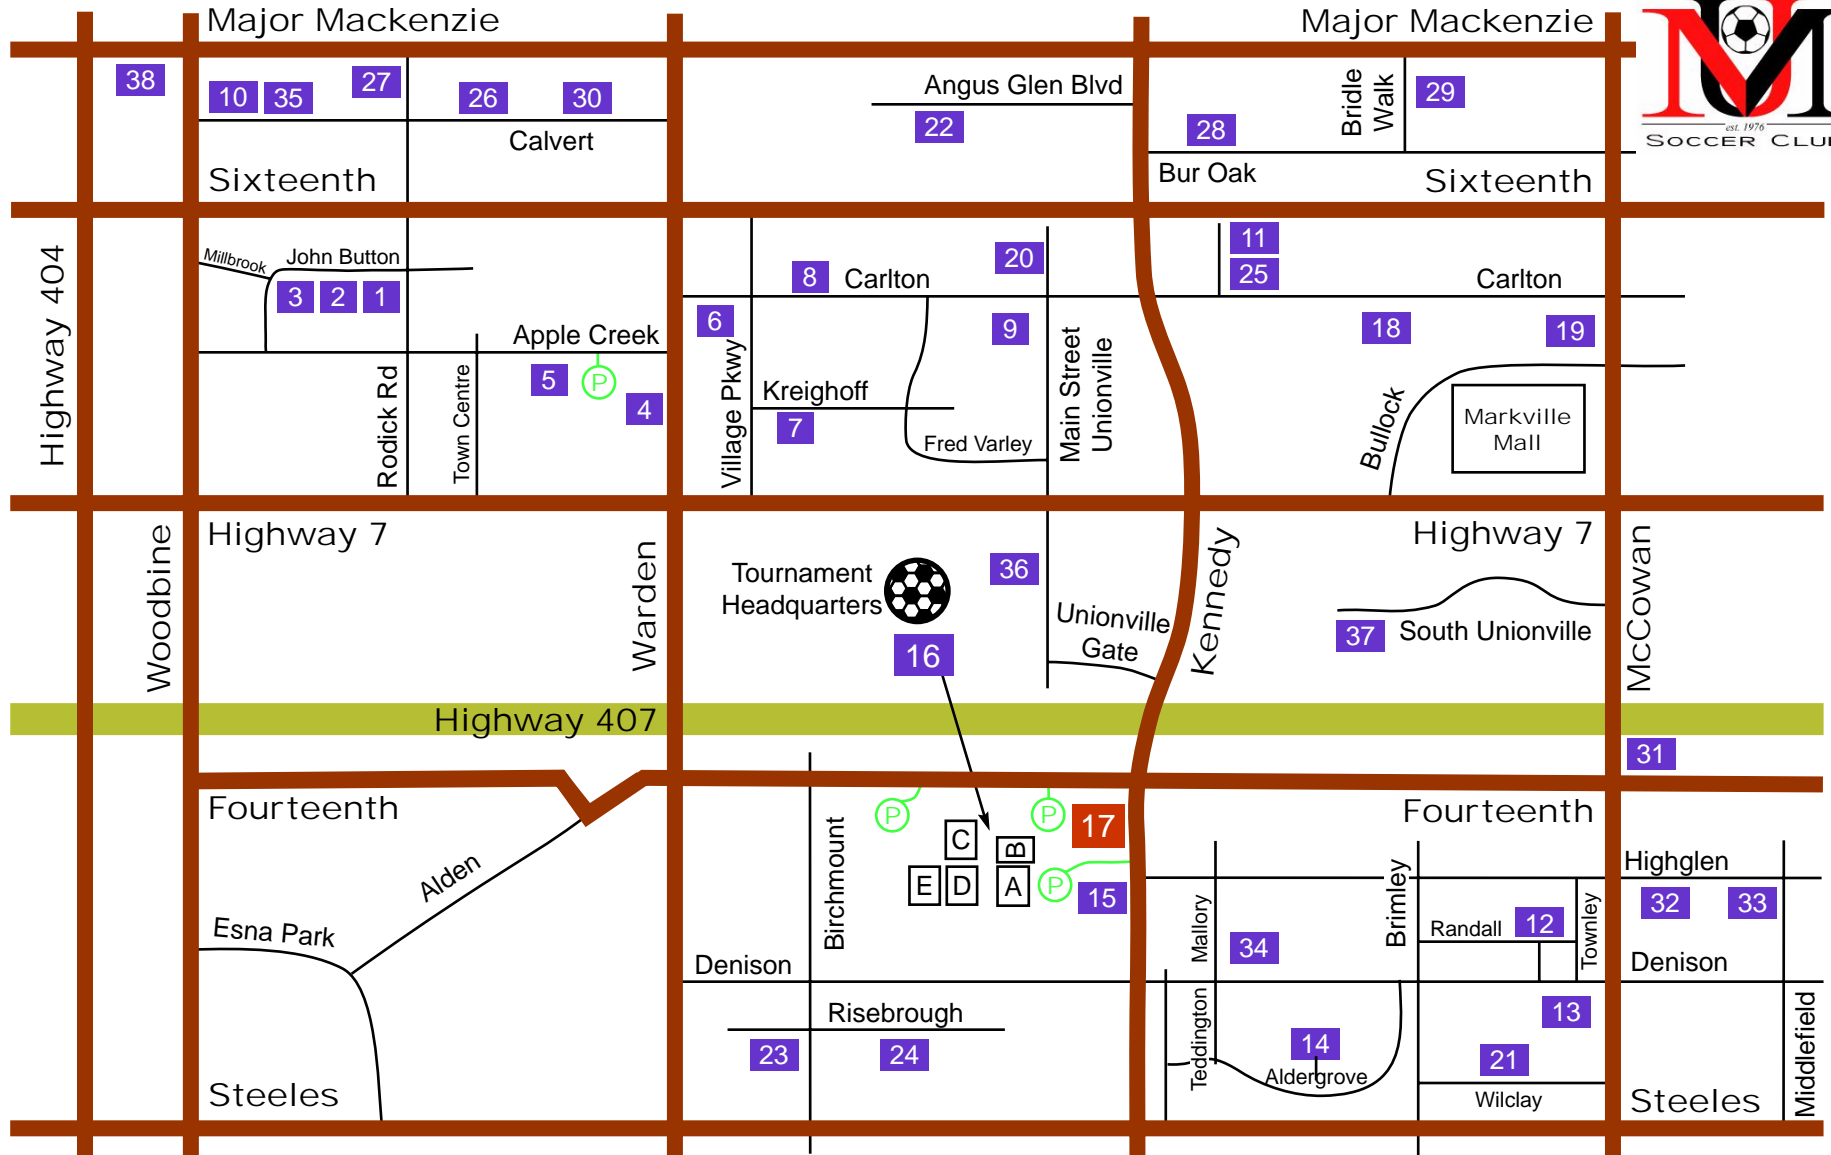 Major Mackenzie
Major Mackenzie
UM
est. 1976
SOCCER CLU
38
10
35
27
26
30
Calvert
Angus Glen Blvd
22
28
Bridle
Walk
29
Bur Oak
Sixteenth
Sixteenth
Highway 404
Millbrook
John Button
3
2
1
Apple Creek
5
P
4
Rodick Rd
Town Centre
6
Village Pkwy
8
Carlton
20
9
Kreighoff
7
Fred Varley
Main Street
Unionville
11
25
Carlton
18
19
Bullock
Markville
Mall
Highway 7
Highway 7
Woodbine
Warden
Tournament
Headquarters
16
36
Unionville
Gate
Kennedy
37
South Unionville
McCowan
Highway 407
31
Fourteenth
Fourteenth
Alden
Esna Park
Birchmount
P
P
17
C
B
E
D
A
P
15
Denison
Risebrough
23
24
Mallory
34
Teddington
14
Aldergrove
Brimley
Randall
12
Townley
13
21
Wilclay
Highglen
32
33
Denison
Middlefield
Steeles
Steeles